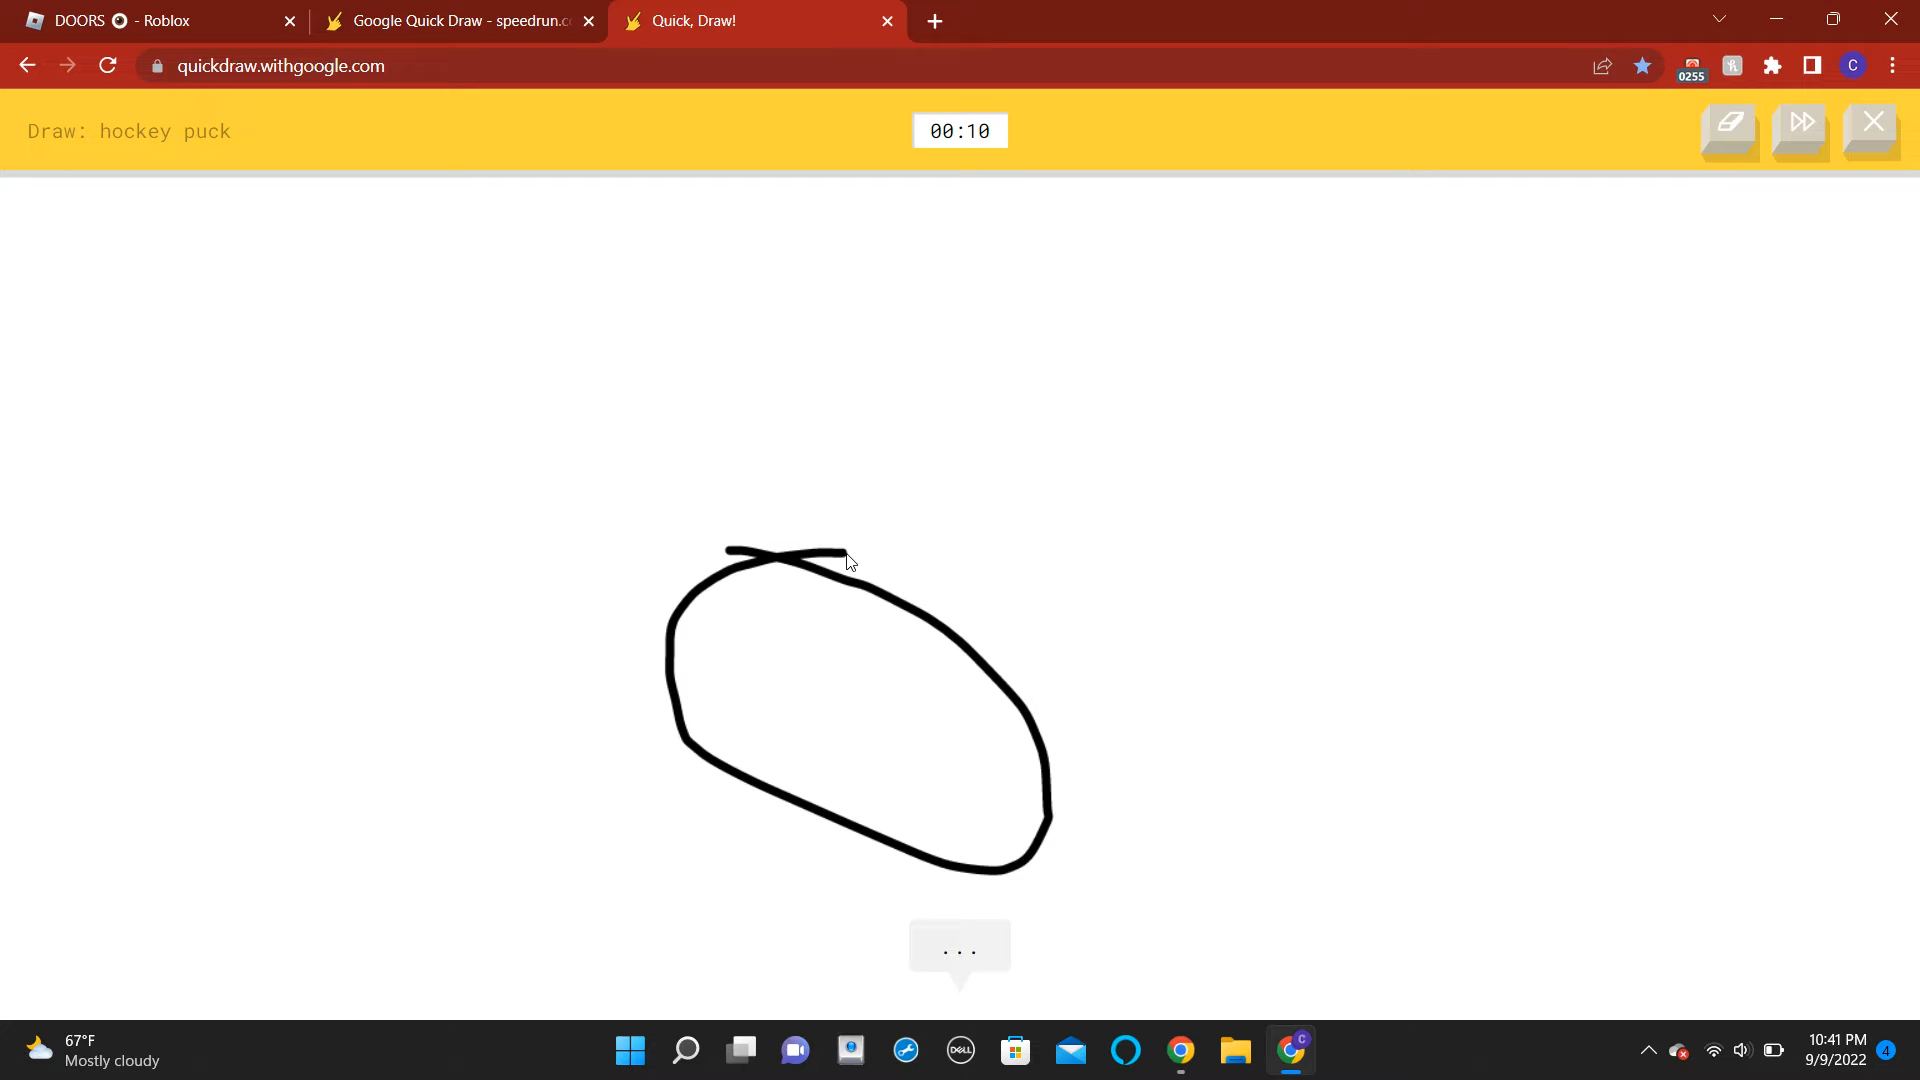 DOORS 👁 - Roblox
Google Quick Draw - speedrun.c
Quick, Draw!
quickdraw.withgoogle.com
0255
C
Draw: hockey puck
00:10
...
67°F
Mostly cloudy
DELL
C
10:41 PM
9/9/2022
4